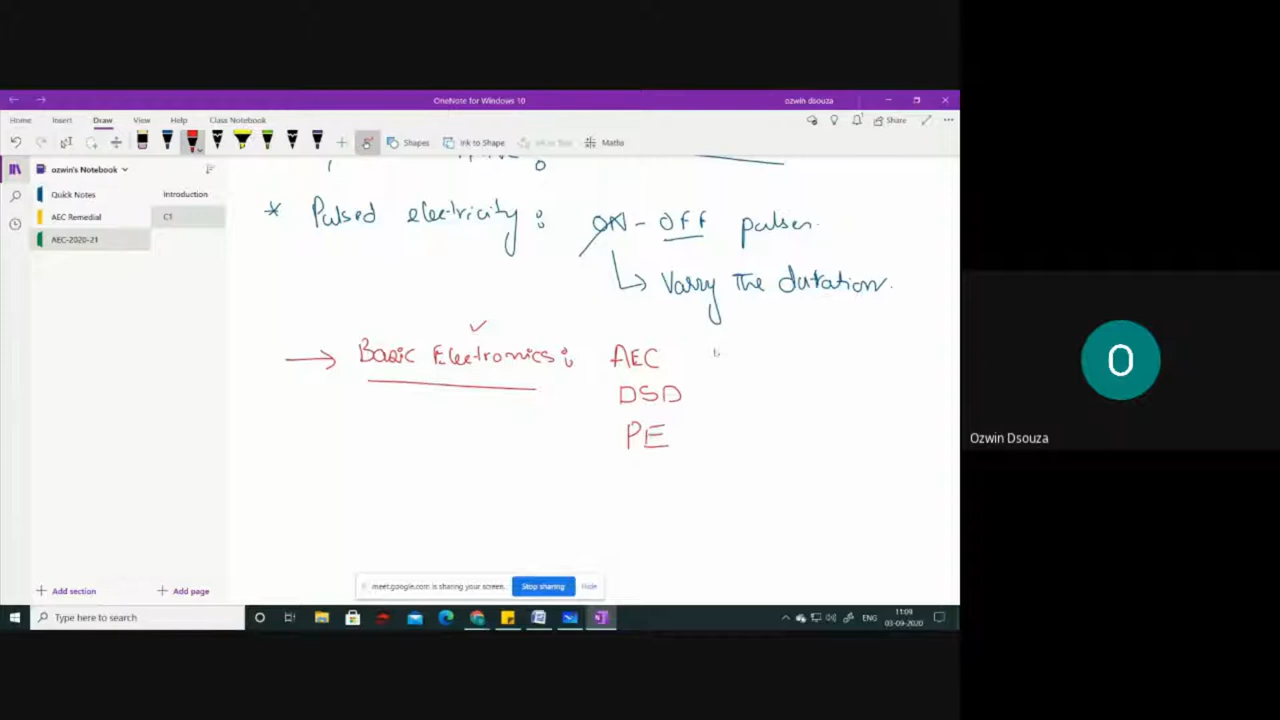 OneNote for Windows 10
ozwin dsouza
Home Insert Draw View Help Class Notebook
Share
Shapes Ink to Shape Ink to Text Maths
ozwin's Notebook
Quick Notes
AEC Remedial
AEC-2020-21
Introduction
C1
* Pulsed electricity : ON - OFF pulses.
↳ Vary the duration.
→ Basic Electronics : AEC
DSD
PE
O
Ozwin Dsouza
meet.google.com is sharing your screen. Stop sharing Hide
+ Add section + Add page
Type here to search
ENG
11:09
03-09-2020